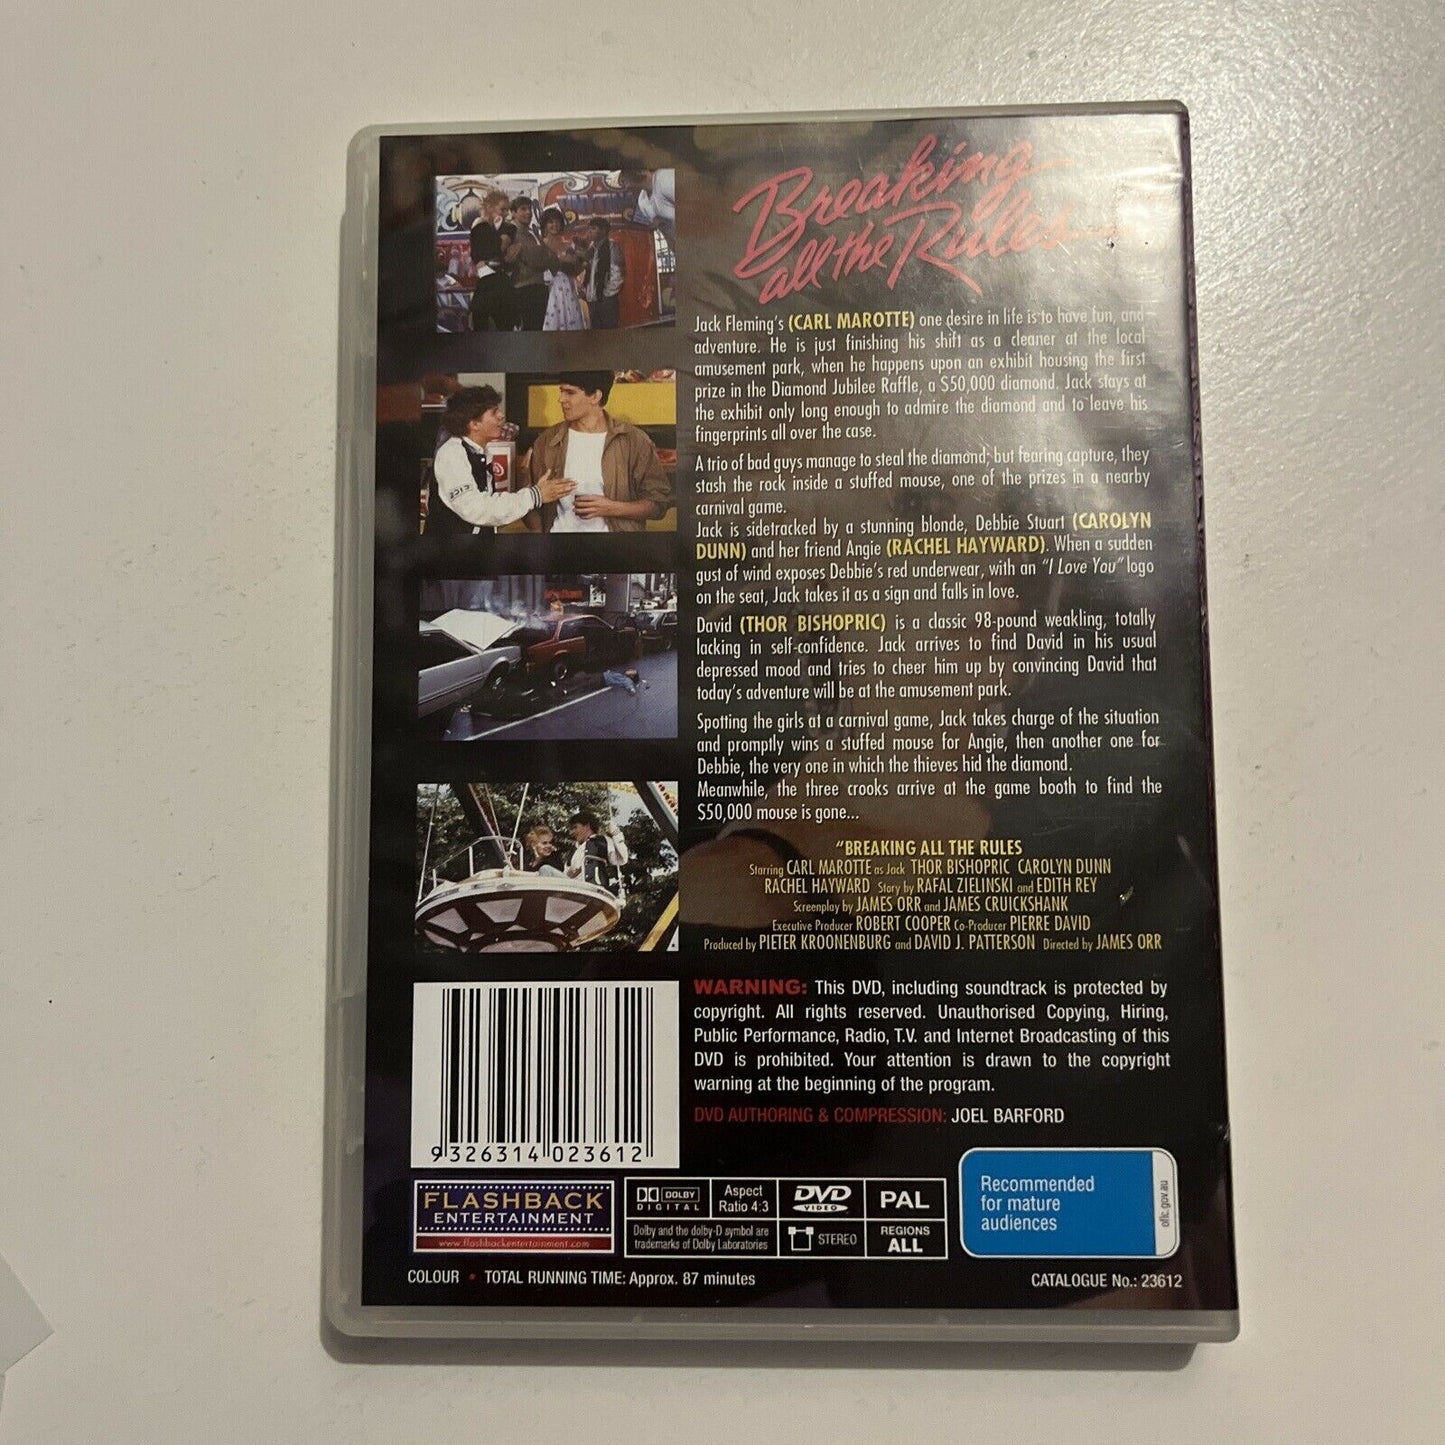 Breaking
all the Rules
Jack Fleming's (CARL MAROTTE) one desire in life is to have fun, and
adventure. He is just finishing his shift as a cleaner at the local
amusement park, when he happens upon an exhibit housing the first
prize in the Diamond Jubilee Raffle, a $50,000 diamond. Jack stays at
the exhibit only long enough to admire the diamond and to leave his
fingerprints all over the case.
A trio of bad guys manage to steal the diamond; but fearing capture, they
stash the rock inside a stuffed mouse, one of the prizes in a nearby
carnival game.
Jack is sidetracked by a stunning blonde, Debbie Stuart (CAROLYN
DUNN) and her friend Angie (RACHEL HAYWARD). When a sudden
gust of wind exposes Debbie's red underwear, with an "I Love You" logo
on the seat, Jack takes it as a sign and falls in love.
David (THOR BISHOPRIC) is a classic 98-pound weakling, totally
lacking in self-confidence. Jack arrives to find David in his usual
depressed mood and tries to cheer him up by convincing David that
today's adventure will be at the amusement park.
Spotting the girls at a carnival game, Jack takes charge of the situation
and promptly wins a stuffed mouse for Angie, then another one for
Debbie, the very one in which the thieves hid the diamond.
Meanwhile, the three crooks arrive at the game booth to find the
$50,000 mouse is gone...
"BREAKING ALL THE RULES
Starring CARL MAROTTE as Jack THOR BISHOPRIC CAROLYN DUNN
RACHEL HAYWARD Story by RAFAL ZIELINSKI and EDITH REY
Screenplay by JAMES ORR and JAMES CRUICKSHANK
Executive Producer ROBERT COOPER Co-Producer PIERRE DAVID
Produced by PIETER KROONENBURG and DAVID J. PATTERSON Directed by JAMES ORR
WARNING: This DVD, including soundtrack is protected by
copyright. All rights reserved. Unauthorised Copying, Hiring,
Public Performance, Radio, T.V. and Internet Broadcasting of this
DVD is prohibited. Your attention is drawn to the copyright
warning at the beginning of the program.
DVD AUTHORING & COMPRESSION: JOEL BARFORD
9 326314 023612
FLASHBACK
ENTERTAINMENT
www.flashbackentertainment.com
DOLBY
DIGITAL
Aspect
Ratio 4:3
DVD
VIDEO
PAL
Dolby and the dolby-D symbol are
trademarks of Dolby Laboratories
STEREO
REGIONS
ALL
Recommended
for mature
audiences
oflc.gov.au
COLOUR • TOTAL RUNNING TIME: Approx. 87 minutes
CATALOGUE No.: 23612